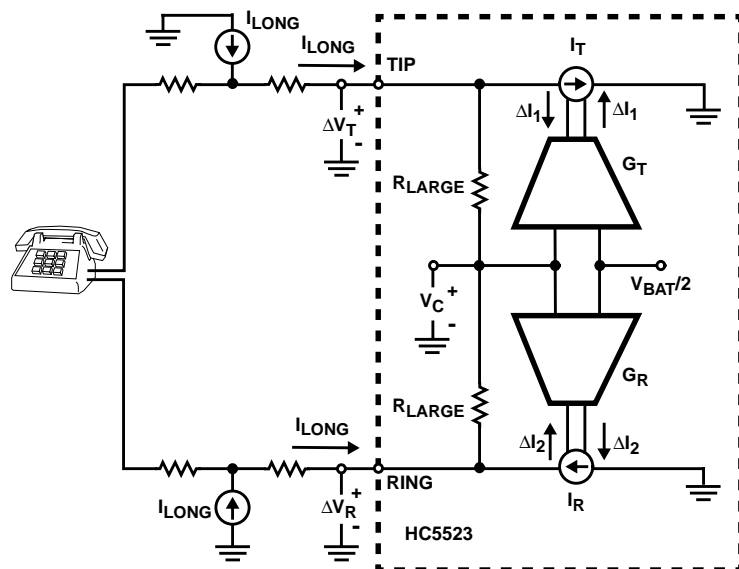 I_LONG
I_LONG
I_T
TIP
ΔV_T + -
ΔI_1
ΔI_1
G_T
R_LARGE
V_C + -
V_BAT/2
G_R
R_LARGE
I_LONG
ΔI_2
ΔI_2
I_LONG
RING
ΔV_R + -
I_R
HC5523